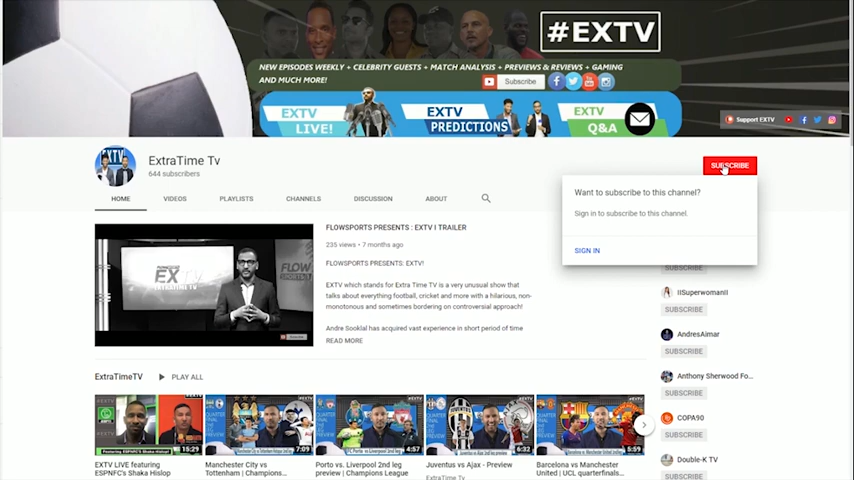 #EXTV
NEW EPISODES WEEKLY + CELEBRITY GUESTS + MATCH ANALYSIS + PREVIEWS & REVIEWS + GAMING
AND MUCH MORE!
Subscribe
EXTV
LIVE!
EXTV
PREDICTIONS
EXTV
Q&A
Support EXTV
EXTV
ExtraTime Tv
644 subscribers
SUBSCRIBE
HOME
VIDEOS
PLAYLISTS
CHANNELS
DISCUSSION
ABOUT
Want to subscribe to this channel?
Sign in to subscribe to this channel.
SIGN IN
FLOWSPORTS PRESENTS : EXTV I TRAILER
235 views • 7 months ago
FLOWSPORTS PRESENTS: EXTV!
EXTV which stands for Extra Time TV is a very unusual show that
talks about everything football, cricket and more with a hilarious, non-
monotonous and sometimes bordering on controversial approach!
Andre Sooklal has acquired vast experience in short period of time
READ MORE
EXTV
EXTRATIME TV
FLOW
SPORTS
SUBSCRIBE
IISuperwomanII
SUBSCRIBE
AndresAimar
SUBSCRIBE
Anthony Sherwood Fo...
SUBSCRIBE
COPA90
SUBSCRIBE
Double-K TV
SUBSCRIBE
ExtraTimeTV
PLAY ALL
15:29
7:09
4:57
6:32
5:59
EXTV LIVE featuring
ESPNFC's Shaka Hislop
Manchester City vs
Tottenham | Champions...
Porto vs. Liverpool 2nd leg
preview | Champions League
Juventus vs Ajax - Preview
ExtraTime Tv
Barcelona vs Manchester
United | UCL quarterfinals...